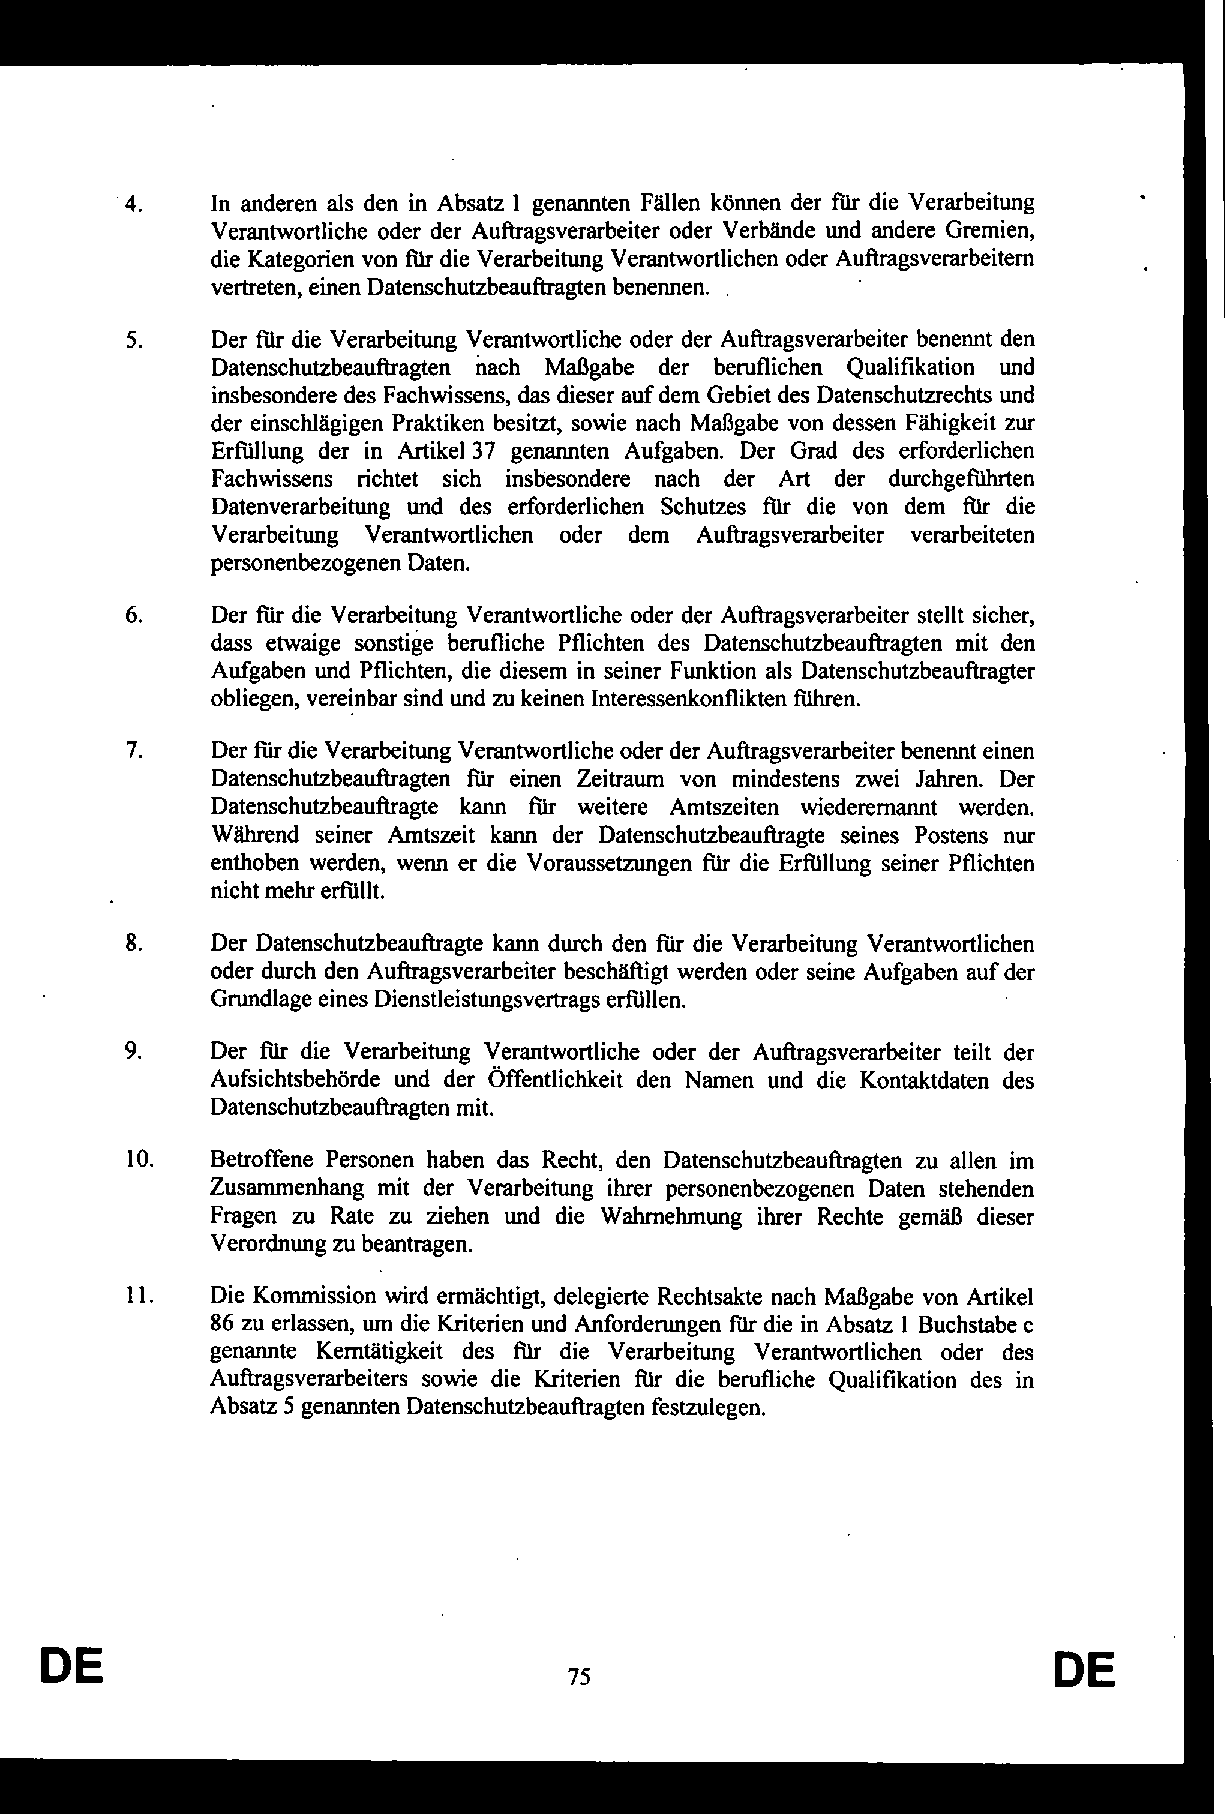 4. In anderen als den in Absatz 1 genannten Fällen können der für die Verarbeitung
Verantwortliche oder der Auftragsverarbeiter oder Verbände und andere Gremien,
die Kategorien von für die Verarbeitung Verantwortlichen oder Auftragsverarbeitern
vertreten, einen Datenschutzbeauftragten benennen.
5. Der für die Verarbeitung Verantwortliche oder der Auftragsverarbeiter benennt den
Datenschutzbeauftragten nach Maßgabe der beruflichen Qualifikation und
insbesondere des Fachwissens, das dieser auf dem Gebiet des Datenschutzrechts und
der einschlägigen Praktiken besitzt, sowie nach Maßgabe von dessen Fähigkeit zur
Erfüllung der in Artikel 37 genannten Aufgaben. Der Grad des erforderlichen
Fachwissens richtet sich insbesondere nach der Art der durchgeführten
Datenverarbeitung und des erforderlichen Schutzes für die von dem für die
Verarbeitung Verantwortlichen oder dem Auftragsverarbeiter verarbeiteten
personenbezogenen Daten.
6. Der für die Verarbeitung Verantwortliche oder der Auftragsverarbeiter stellt sicher,
dass etwaige sonstige berufliche Pflichten des Datenschutzbeauftragten mit den
Aufgaben und Pflichten, die diesem in seiner Funktion als Datenschutzbeauftragter
obliegen, vereinbar sind und zu keinen Interessenkonflikten führen.
7. Der für die Verarbeitung Verantwortliche oder der Auftragsverarbeiter benennt einen
Datenschutzbeauftragten für einen Zeitraum von mindestens zwei Jahren. Der
Datenschutzbeauftragte kann für weitere Amtszeiten wiederernannt werden.
Während seiner Amtszeit kann der Datenschutzbeauftragte seines Postens nur
enthoben werden, wenn er die Voraussetzungen für die Erfüllung seiner Pflichten
nicht mehr erfüllt.
8. Der Datenschutzbeauftragte kann durch den für die Verarbeitung Verantwortlichen
oder durch den Auftragsverarbeiter beschäftigt werden oder seine Aufgaben auf der
Grundlage eines Dienstleistungsvertrags erfüllen.
9. Der für die Verarbeitung Verantwortliche oder der Auftragsverarbeiter teilt der
Aufsichtsbehörde und der Öffentlichkeit den Namen und die Kontaktdaten des
Datenschutzbeauftragten mit.
10. Betroffene Personen haben das Recht, den Datenschutzbeauftragten zu allen im
Zusammenhang mit der Verarbeitung ihrer personenbezogenen Daten stehenden
Fragen zu Rate zu ziehen und die Wahrnehmung ihrer Rechte gemäß dieser
Verordnung zu beantragen.
11. Die Kommission wird ermächtigt, delegierte Rechtsakte nach Maßgabe von Artikel
86 zu erlassen, um die Kriterien und Anforderungen für die in Absatz 1 Buchstabe c
genannte Kerntätigkeit des für die Verarbeitung Verantwortlichen oder des
Auftragsverarbeiters sowie die Kriterien für die berufliche Qualifikation des in
Absatz 5 genannten Datenschutzbeauftragten festzulegen.
DE 75 DE